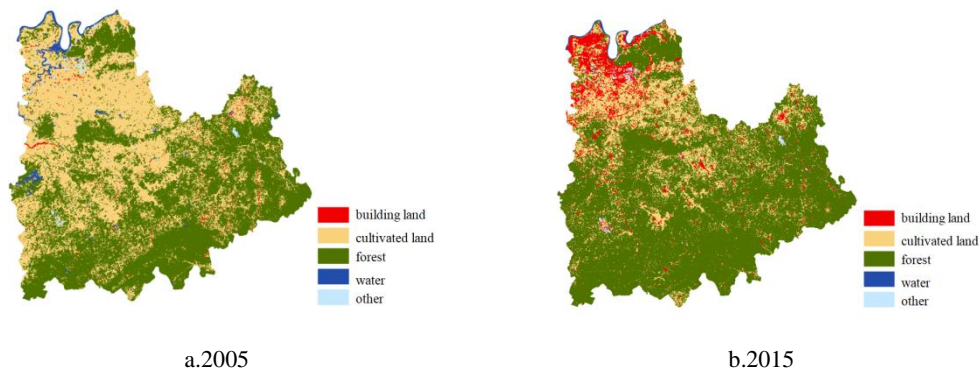 building land
cultivated land
forest
water
other
a.2005
building land
cultivated land
forest
water
other
b.2015